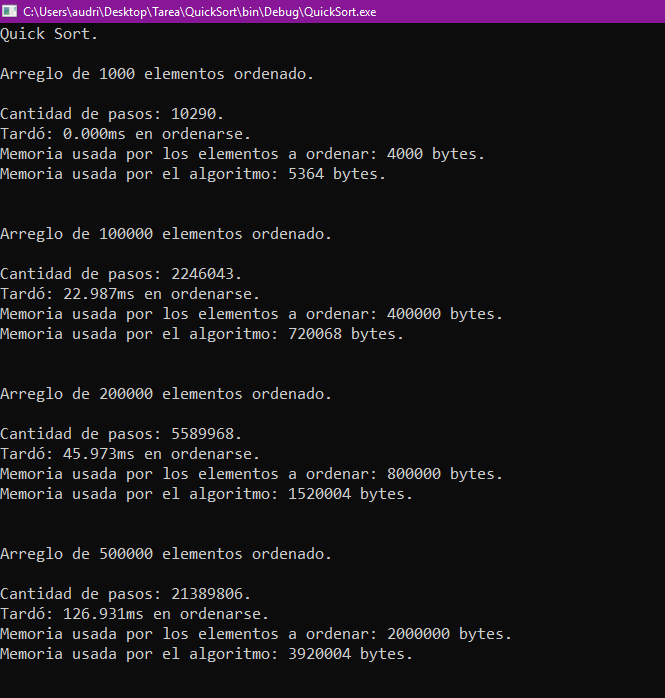 C:\Users\audri\Desktop\Tarea\QuickSort\bin\Debug\QuickSort.exe
Quick Sort.
Arreglo de 1000 elementos ordenado.
Cantidad de pasos: 10290.
Tardó: 0.000ms en ordenarse.
Memoria usada por los elementos a ordenar: 4000 bytes.
Memoria usada por el algoritmo: 5364 bytes.
Arreglo de 100000 elementos ordenado.
Cantidad de pasos: 2246043.
Tardó: 22.987ms en ordenarse.
Memoria usada por los elementos a ordenar: 400000 bytes.
Memoria usada por el algoritmo: 720068 bytes.
Arreglo de 200000 elementos ordenado.
Cantidad de pasos: 5589968.
Tardó: 45.973ms en ordenarse.
Memoria usada por los elementos a ordenar: 800000 bytes.
Memoria usada por el algoritmo: 1520004 bytes.
Arreglo de 500000 elementos ordenado.
Cantidad de pasos: 21389806.
Tardó: 126.931ms en ordenarse.
Memoria usada por los elementos a ordenar: 2000000 bytes.
Memoria usada por el algoritmo: 3920004 bytes.